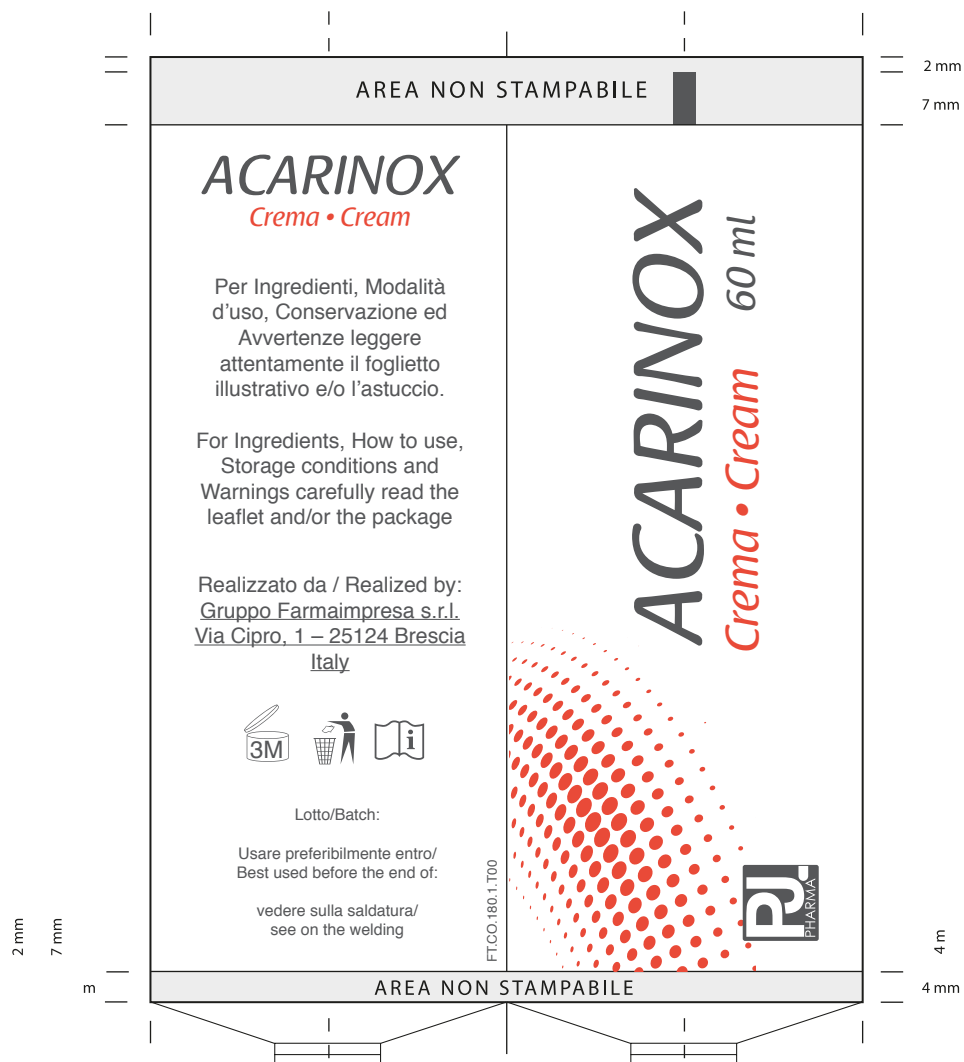 2 mm
7 mm
AREA NON STAMPABILE
ACARINOX
Crema • Cream
Per Ingredienti, Modalità
d’uso, Conservazione ed
Avvertenze leggere
attentamente il foglietto
illustrativo e/o l’astuccio.
For Ingredients, How to use,
Storage conditions and
Warnings carefully read the
leaflet and/or the package
Realizzato da / Realized by:
Gruppo Farmaimpresa s.r.l.
Via Cipro, 1 – 25124 Brescia
Italy
3M
i
Lotto/Batch:
Usare preferibilmente entro/
Best used before the end of:
vedere sulla saldatura/
see on the welding
FT.CO.180.1.T00
ACARINOX
Crema • Cream 60 ml
PJ
PHARMA
2 mm
7 mm
m
AREA NON STAMPABILE
4 m
4 mm